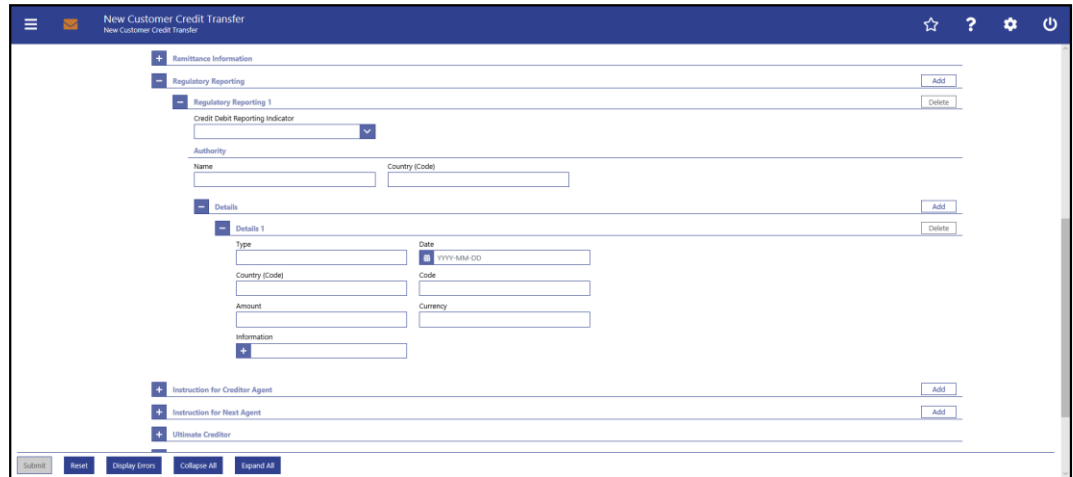 New Customer Credit Transfer
New Customer Credit Transfer
Remittance Information
Regulatory Reporting Add
Regulatory Reporting 1 Delete
Credit Debit Reporting Indicator
Authority
Name Country (Code)
Details Add
Details 1 Delete
Type Date
YYYY-MM-DD
Country (Code) Code
Amount Currency
Information
Instruction for Creditor Agent Add
Instruction for Next Agent Add
Ultimate Creditor
Submit Reset Display Errors Collapse All Expand All